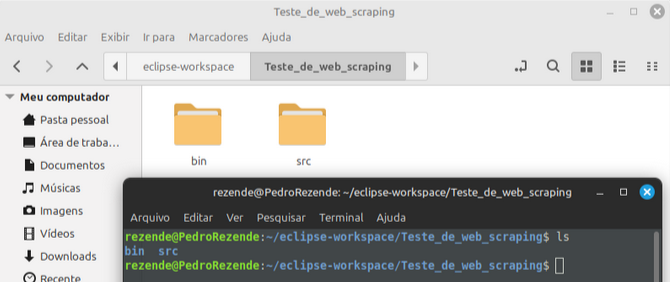 Teste_de_web_scraping
Arquivo Editar Exibir Ir para Marcadores Ajuda
eclipse-workspace Teste_de_web_scraping
Meu computador
Pasta pessoal
Área de traba...
Documentos
Músicas
Imagens
Vídeos
Downloads
Recente
bin src
rezende@PedroRezende: ~/eclipse-workspace/Teste_de_web_scraping
Arquivo Editar Ver Pesquisar Terminal Ajuda
rezende@PedroRezende:~/eclipse-workspace/Teste_de_web_scraping$ ls
bin src
rezende@PedroRezende:~/eclipse-workspace/Teste_de_web_scraping$